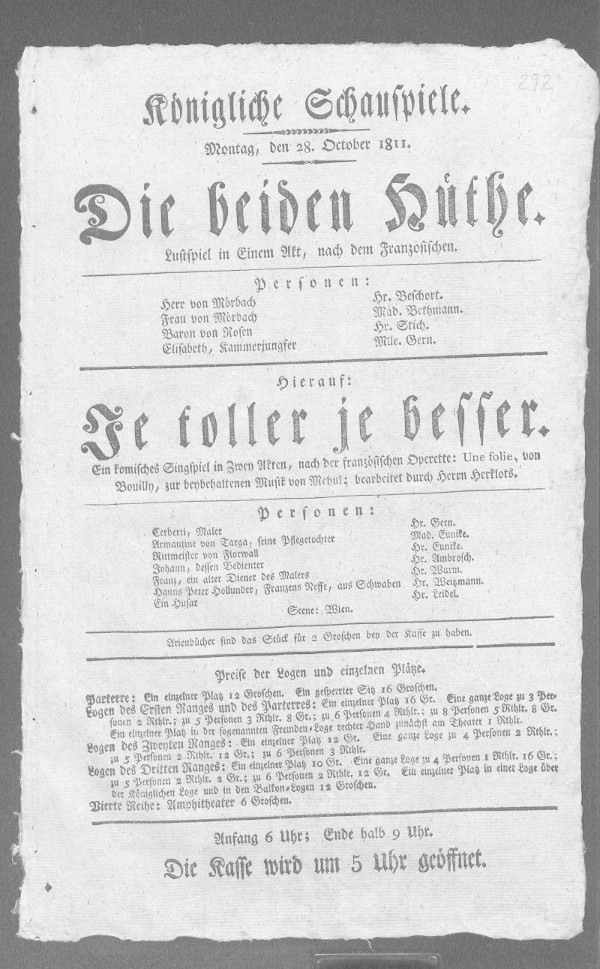 292
Königliche Schauspiele.
Montag, den 28. October 1811.
Die beiden Hüthe.
Lustspiel in Einem Akt, nach dem Französischen.
Personen:
Herr von Mörbach Hr. Beschort.
Frau von Mörbach Mad. Bethmann.
Baron von Rosen Hr. Stich.
Elisabeth, Kammerjungfer Mlle. Gern.
Hierauf:
Je toller je besser.
Ein komisches Singspiel in Zwey Akten, nach der französischen Operette: Une folie, von
Bouilly, zur beybehaltenen Musik von Mehul; bearbeitet durch Herrn Herklots.
Personen:
Cerberti, Maler Hr. Gern.
Armantine von Targa, seine Pflegetochter Mad. Eunike.
Rittmeister von Florwall Hr. Eunike.
Johann, dessen Bedienter Hr. Ambrosch.
Franz, ein alter Diener des Malers Hr. Wurm.
Hanns Peter Hollunder, Franzens Neffe, aus Schwaben Hr. Weitzmann.
Ein Husar Hr. Leidel.
Scene: Wien.
Arienbücher sind das Stück für 2 Groschen bey der Kasse zu haben.
Preise der Logen und einzelnen Plätze.
Parterre: Ein einzelner Platz 12 Groschen. Ein gesperrter Sitz 16 Groschen.
Logen des Ersten Ranges und des Parterres: Ein einzelner Platz 16 Gr. Eine ganze Loge zu 3 Per-
sonen 2 Rthlr.; zu 5 Personen 3 Rthlr. 8 Gr.; zu 6 Personen 4 Rthlr.; zu 8 Personen 5 Rthlr. 8 Gr.
Ein einzelner Platz in der sogenannten Fremden-Loge rechter Hand zunächst am Theater 1 Rthlr.
Logen des Zweyten Ranges: Ein einzelner Platz 12 Gr. Eine ganze Loge zu 4 Personen 2 Rthlr.;
zu 5 Personen 2 Rthlr. 12 Gr.; zu 6 Personen 3 Rthlr.
Logen des Dritten Ranges: Ein einzelner Platz 10 Gr. Eine ganze Loge zu 4 Personen 1 Rthlr. 16 Gr.;
zu 5 Personen 2 Rthlr. 2 Gr.; zu 6 Personen 2 Rthlr. 12 Gr. Ein einzelner Platz in einer Loge über
der Königlichen Loge und in den Balkon-Logen 12 Groschen.
Vierte Reihe: Amphitheater 6 Groschen.
Anfang 6 Uhr; Ende halb 9 Uhr.
Die Kasse wird um 5 Uhr geöffnet.